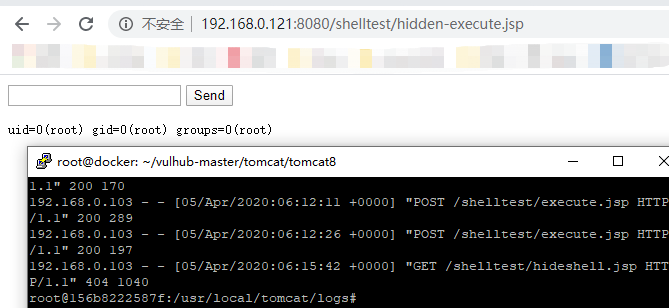 不安全 192.168.0.121:8080/shelltest/hidden-execute.jsp
Send
uid=0(root) gid=0(root) groups=0(root)
root@docker: ~/vulhub-master/tomcat/tomcat8
1.1" 200 170
192.168.0.103 - - [05/Apr/2020:06:12:11 +0000] "POST /shelltest/execute.jsp HTTP
/1.1" 200 289
192.168.0.103 - - [05/Apr/2020:06:12:26 +0000] "POST /shelltest/execute.jsp HTTP
/1.1" 200 197
192.168.0.103 - - [05/Apr/2020:06:15:42 +0000] "GET /shelltest/hideshell.jsp HTT
P/1.1" 404 1040
root@156b8222587f:/usr/local/tomcat/logs#